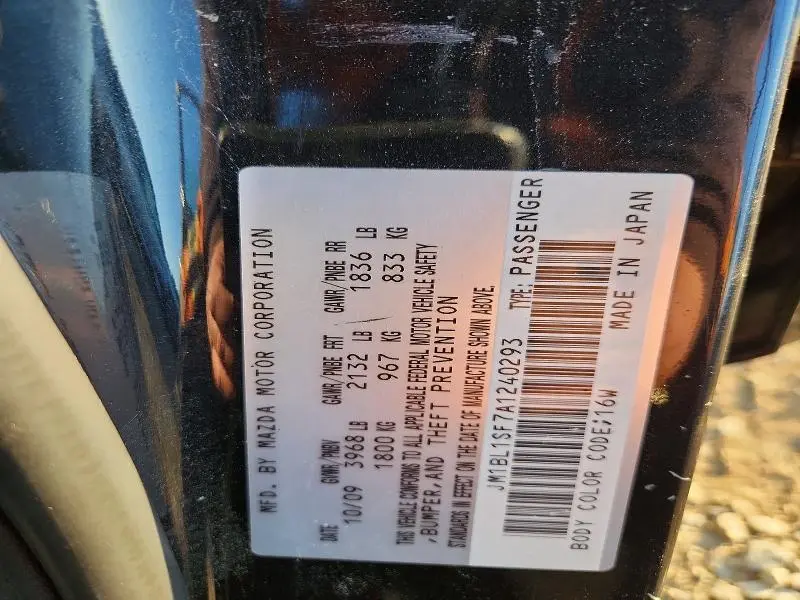 MFD. BY MAZDA MOTOR CORPORATION
DATE GVWR/PNBV GAWR/PNBE FRT GAWR/PNBE RR
10/09 3968 LB 2132 LB 1836 LB
1800 KG 967 KG 833 KG
THIS VEHICLE CONFORMS TO ALL APPLICABLE FEDERAL MOTOR VEHICLE SAFETY
, BUMPER, AND THEFT PREVENTION
STANDARDS IN EFFECT ON THE DATE OF MANUFACTURE SHOWN ABOVE.
JM1BL1SF7A1240293 TYPE: PASSENGER
BODY COLOR CODE:16W MADE IN JAPAN